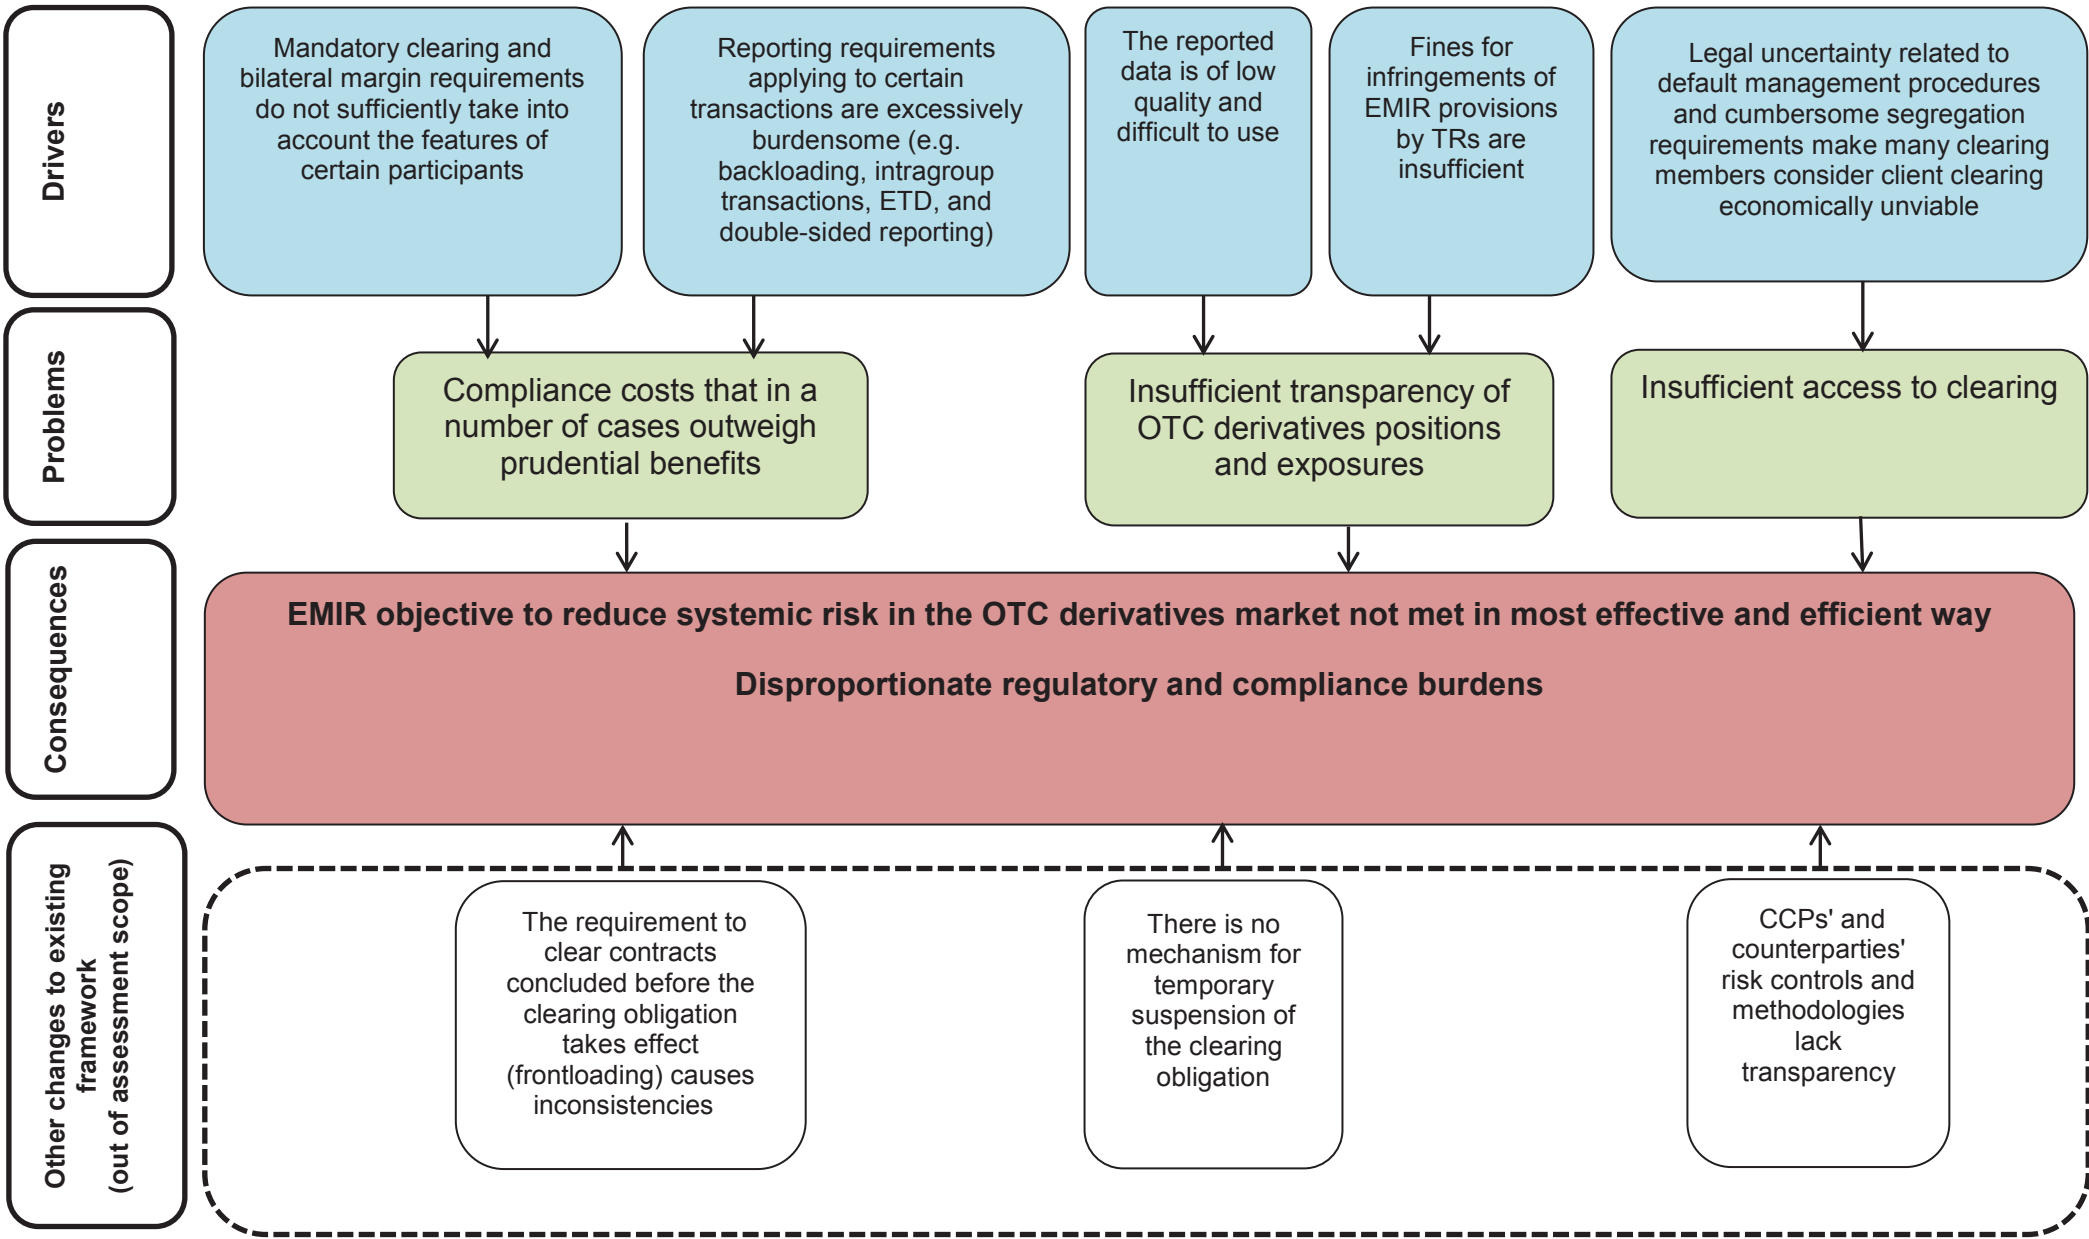 Drivers
Mandatory clearing and
bilateral margin requirements
do not sufficiently take into
account the features of
certain participants
Reporting requirements
applying to certain
transactions are excessively
burdensome (e.g.
backloading, intragroup
transactions, ETD, and
double-sided reporting)
The reported
data is of low
quality and
difficult to use
Fines for
infringements of
EMIR provisions
by TRs are
insufficient
Legal uncertainty related to
default management procedures
and cumbersome segregation
requirements make many clearing
members consider client clearing
economically unviable
Problems
Compliance costs that in a
number of cases outweigh
prudential benefits
Insufficient transparency of
OTC derivatives positions
and exposures
Insufficient access to clearing
Consequences
EMIR objective to reduce systemic risk in the OTC derivatives market not met in most effective and efficient way
Disproportionate regulatory and compliance burdens
Other changes to existing
framework
(out of assessment scope)
The requirement to
clear contracts
concluded before the
clearing obligation
takes effect
(frontloading) causes
inconsistencies
There is no
mechanism for
temporary
suspension of
the clearing
obligation
CCPs' and
counterparties'
risk controls and
methodologies
lack
transparency